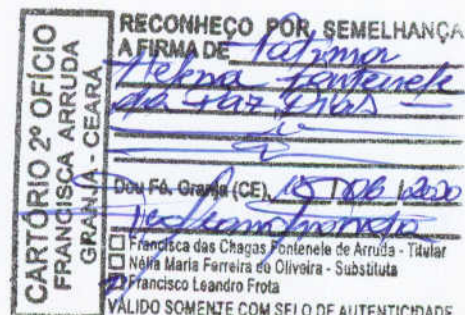 CARTÓRIO 2º OFÍCIO
FRANCISCA ARRUDA
GRANJA - CEARÁ
RECONHEÇO POR SEMELHANÇA
A FIRMA DE Fatima
Helena Fontenele
da Paz Dias
Dou Fé. Granja (CE), 15 / 06 / 2020
Francisca das Chagas Fontenele de Arruda - Titular
Nélia Maria Ferreira de Oliveira - Substituta
Francisco Leandro Frota
VÁLIDO SOMENTE COM SELO DE AUTENTICIDADE